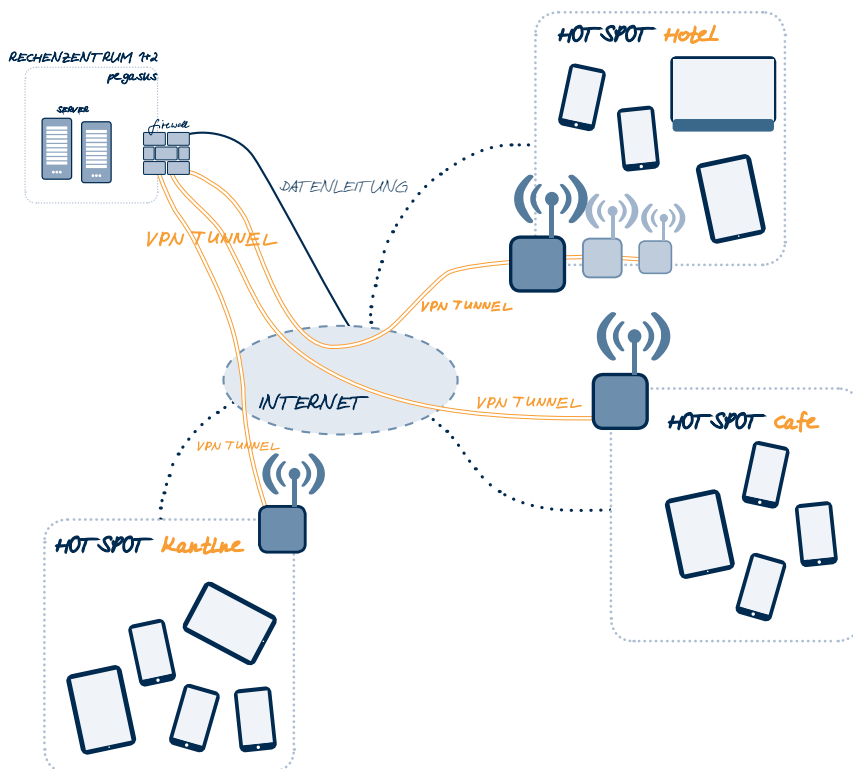 HOT SPOT Hotel
RECHENZENTRUM 1+2
pegasus
SERVER
firewall
DATENLEITUNG
VPN TUNNEL
VPN TUNNEL
VPN TUNNEL
INTERNET
HOT SPOT Cafe
VPN TUNNEL
HOT SPOT Kantine